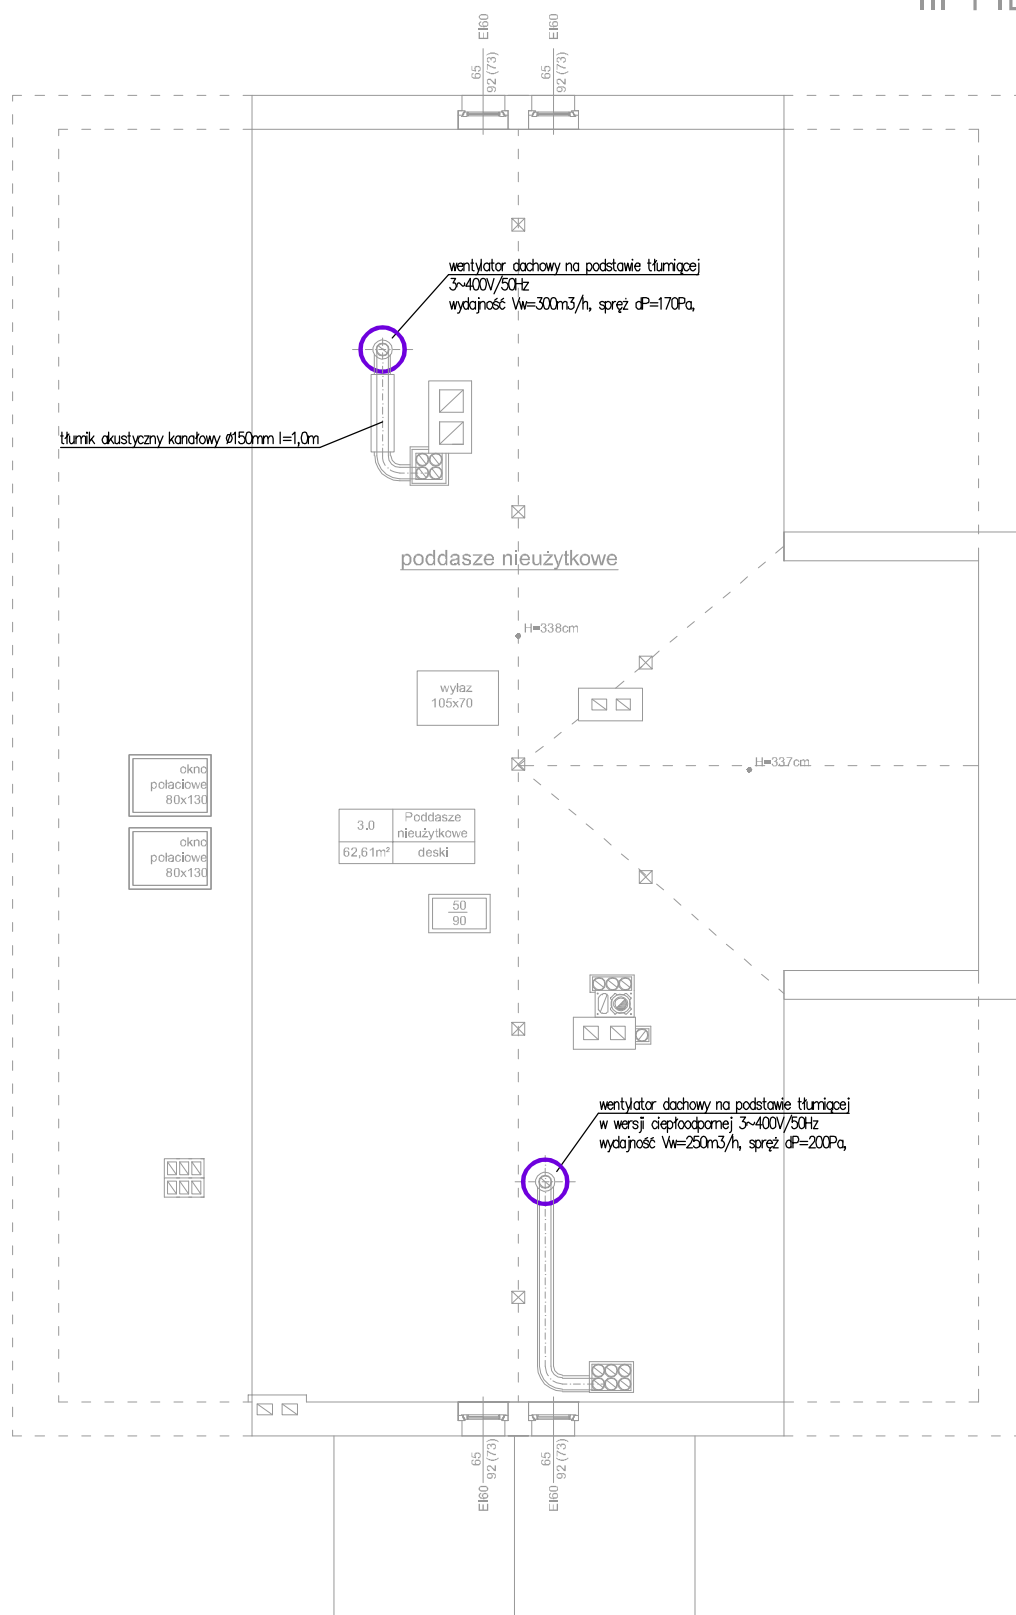 EI60
EI60
65
92 (73)
65
92 (73)
wentylator dachowy na podstawie tłumiącej
3~400V/50Hz
wydajność Vw=300m3/h, spręż dP=170Pa,
tłumik akustyczny kanałowy Ø150mm l=1,0m
poddasze nieużytkowe
H=338cm
wyłaz
105x70
H=337cm
okno
połaciowe
80x130
3.0
Poddasze
nieużytkowe
62,61m²
deski
okno
połaciowe
80x130
50
90
wentylator dachowy na podstawie tłumiącej
w wersji ciepłoodpornej 3~400V/50Hz
wydajność Vw=250m3/h, spręż dP=200Pa,
65
92 (73)
65
92 (73)
EI60
EI60